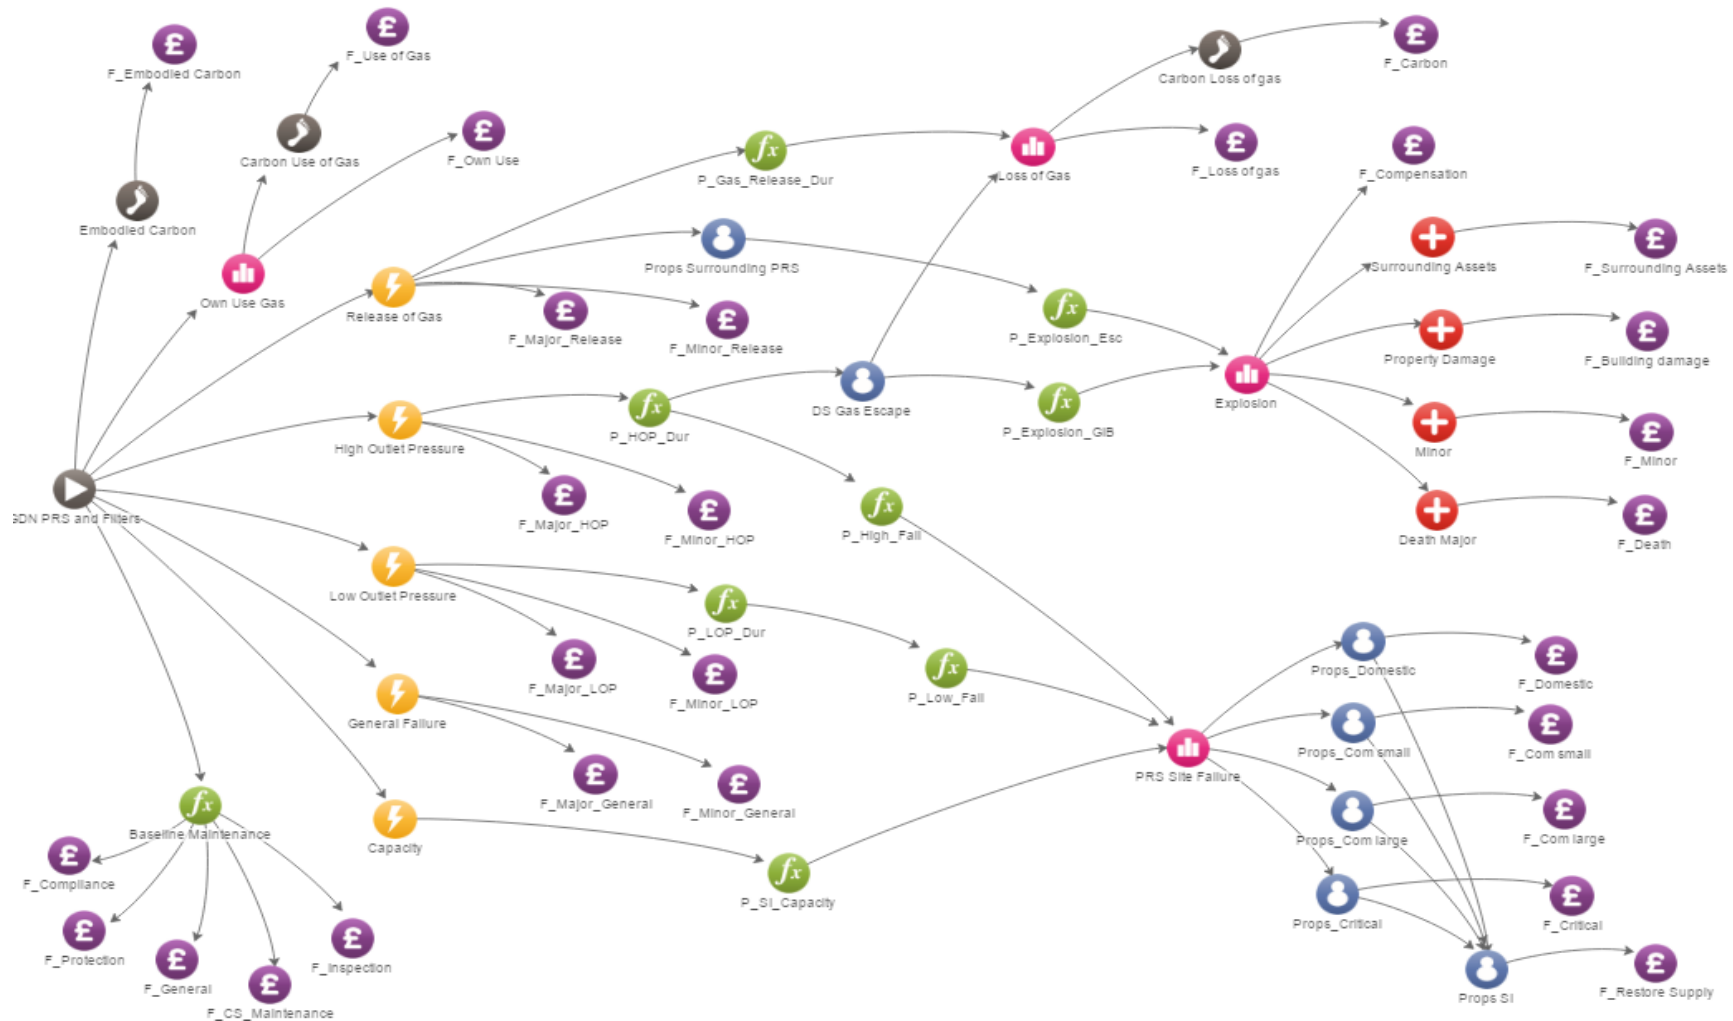 F_Embodied Carbon
F_Use of Gas
Carbon Loss of gas
F_Carbon
Carbon Use of Gas
F_Own Use
P_Gas_Release_Dur
Loss of Gas
F_Loss of gas
F_Compensation
Embodied Carbon
Props Surrounding PRS
Surrounding Assets
F_Surrounding Assets
Own Use Gas
Release of Gas
F_Major_Release
F_Minor_Release
P_Explosion_Esc
Property Damage
F_Building damage
DS Gas Escape
Explosion
High Outlet Pressure
P_HOP_Dur
P_Explosion_GIB
Minor
F_Minor
PRS and Filters
F_Major_HOP
F_Minor_HOP
P_High_Fail
Death Major
F_Death
Low Outlet Pressure
P_LOP_Dur
F_Major_LOP
F_Minor_LOP
P_Low_Fail
Props_Domestic
F_Domestic
General Failure
Props_Com small
F_Com small
PRS Site Failure
F_Major_General
F_Minor_General
Baseline Maintenance
Capacity
Props_Com large
F_Com large
F_Compliance
P_SI_Capacity
Props_Critical
F_Critical
F_Protection
F_Inspection
F_General
F_CS_Maintenance
Props SI
F_Restore Supply